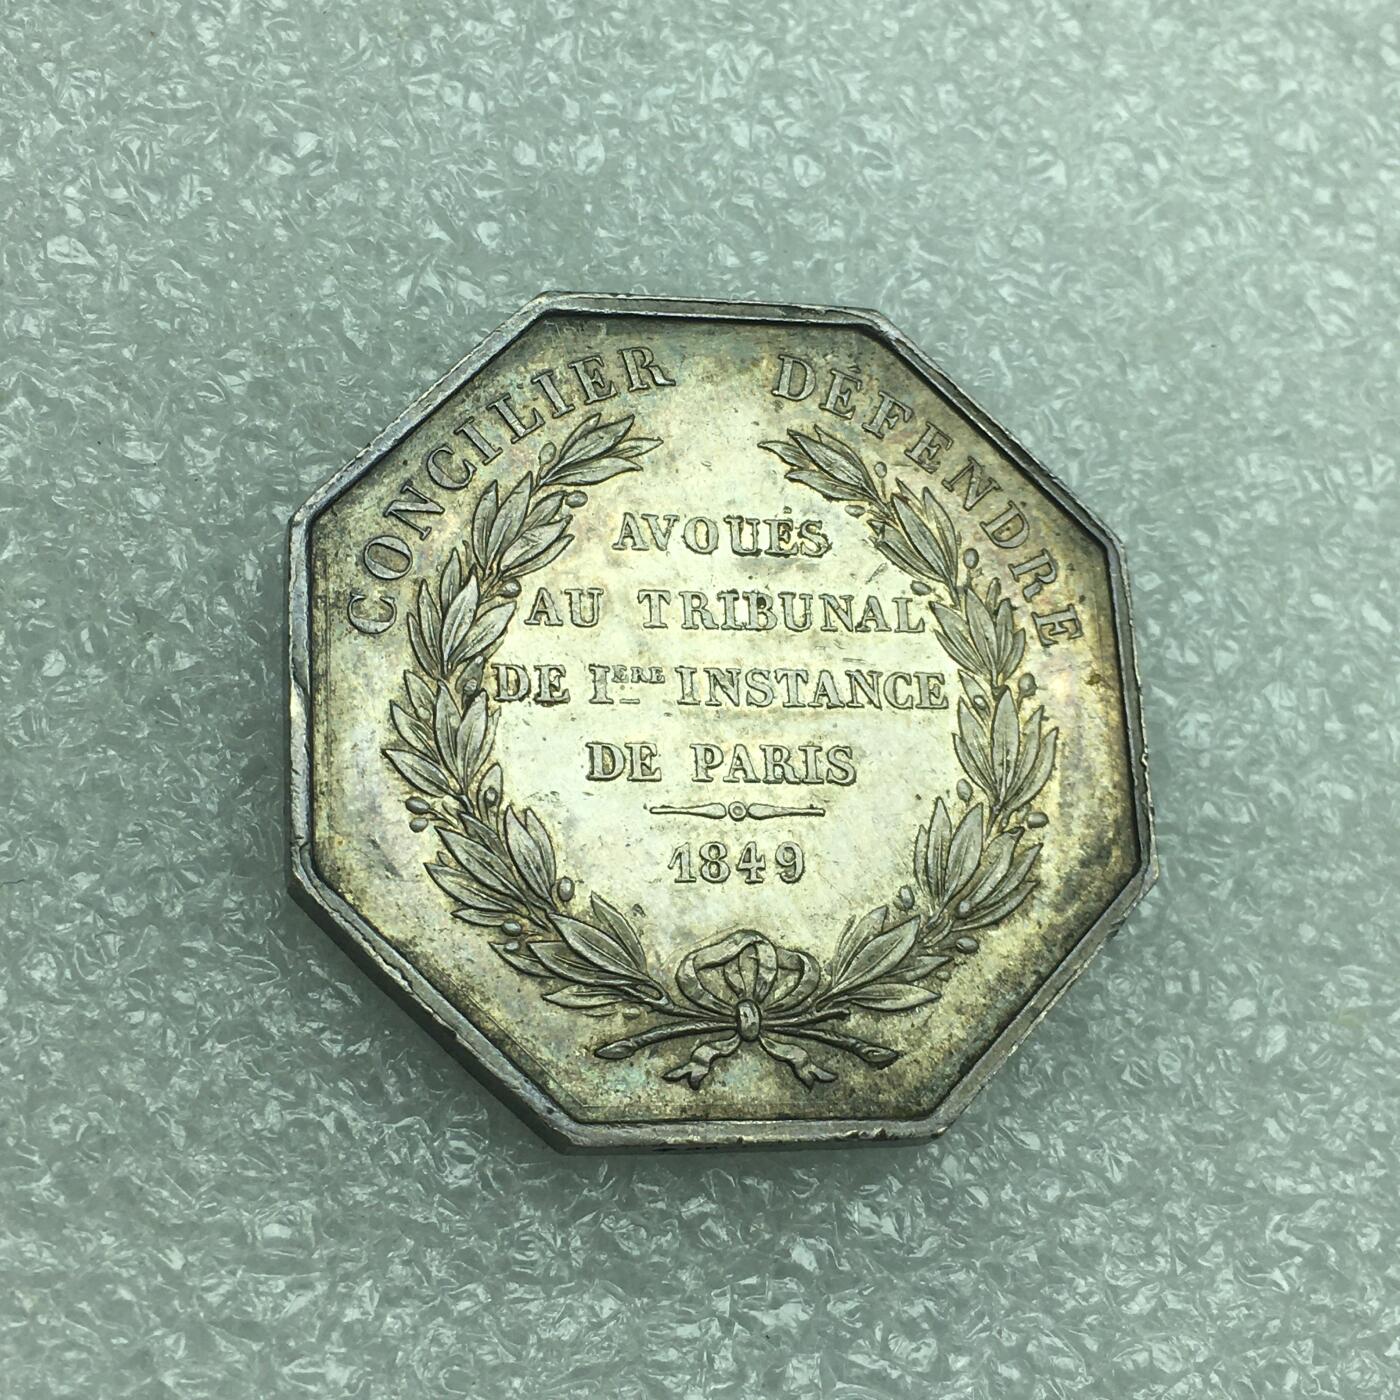 CONCILIER DÉFENDRE
AVOUÉS
AU TRIBUNAL
DE 1ERE INSTANCE
DE PARIS
1849